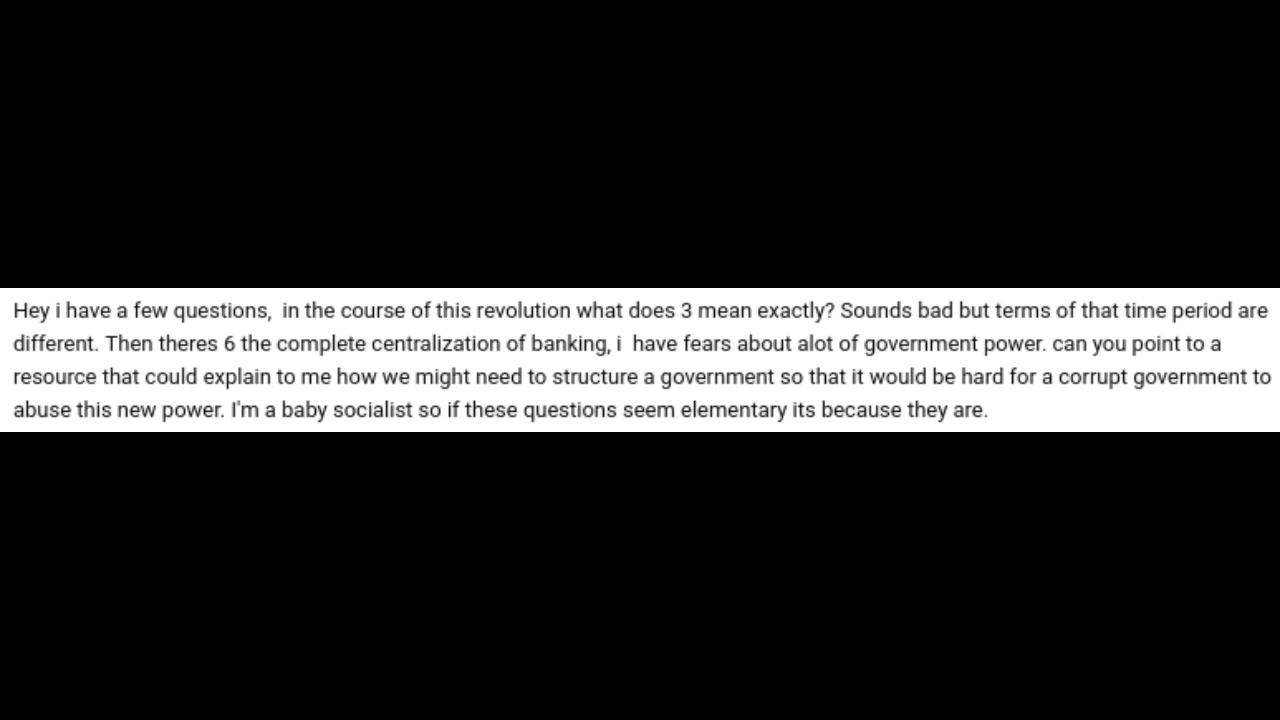 Hey i have a few questions,  in the course of this revolution what does 3 mean exactly? Sounds bad but terms of that time period are
different. Then theres 6 the complete centralization of banking, i  have fears about alot of government power. can you point to a
resource that could explain to me how we might need to structure a government so that it would be hard for a corrupt government to
abuse this new power. I'm a baby socialist so if these questions seem elementary its because they are.